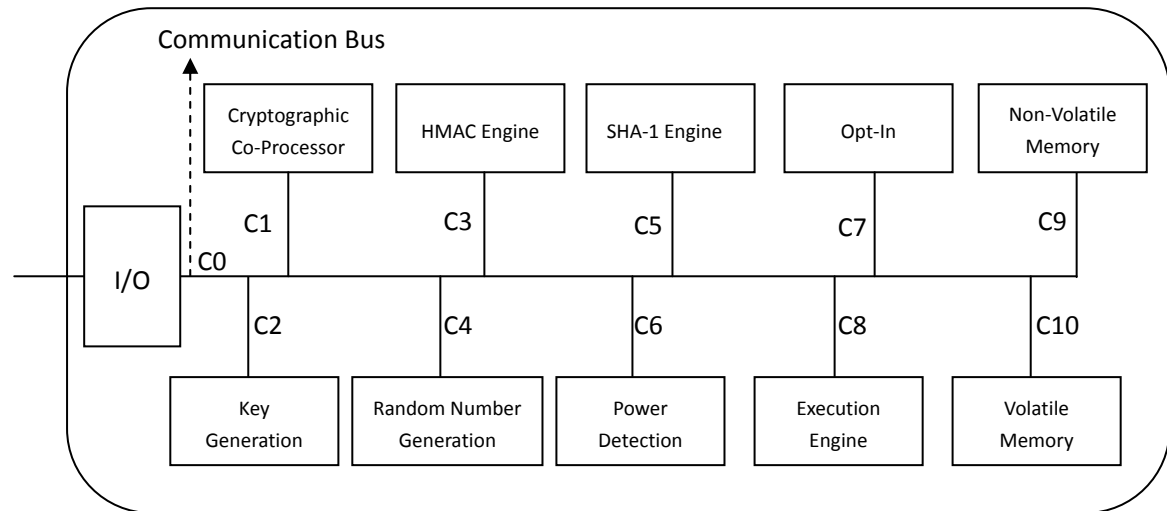 Communication Bus
Cryptographic
Co-Processor
HMAC Engine
SHA-1 Engine
Opt-In
Non-Volatile
Memory
C1
C3
C5
C7
C9
I/O
C0
C2
C4
C6
C8
C10
Key
Generation
Random Number
Generation
Power
Detection
Execution
Engine
Volatile
Memory